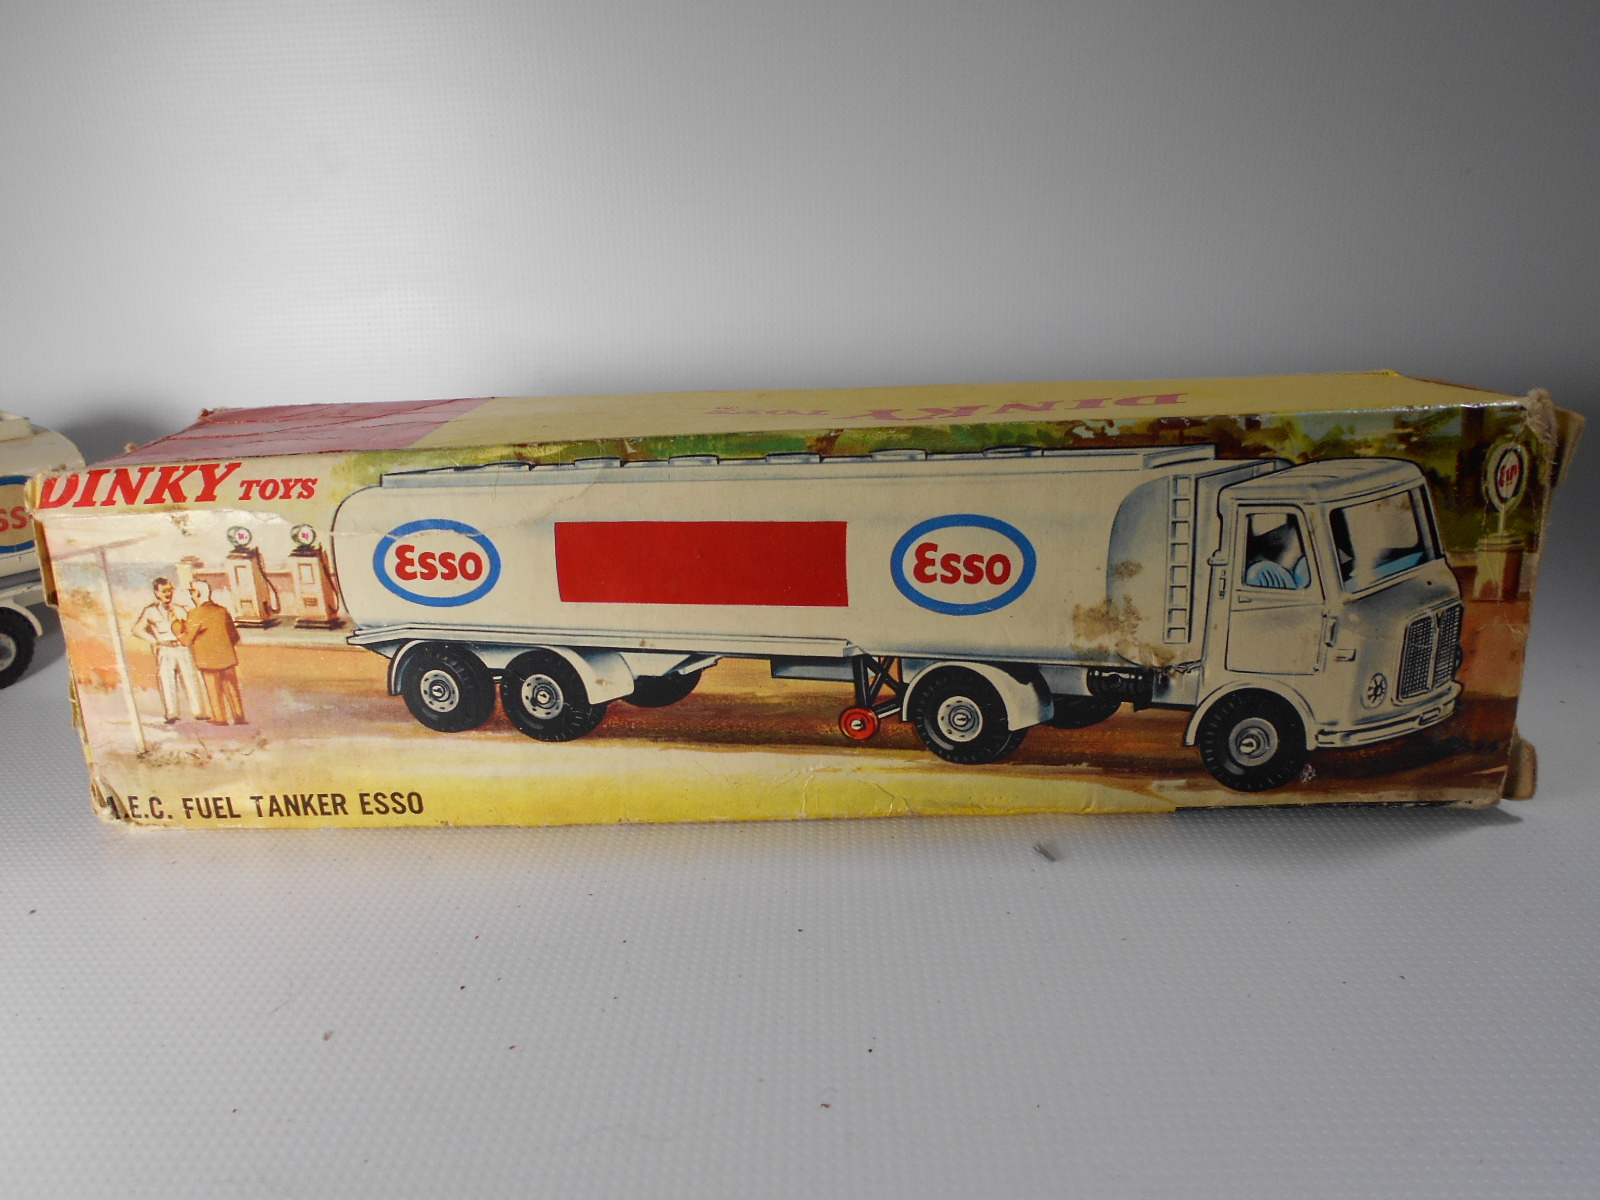 DINKY TOYS
DINKY TOYS
Esso
Esso
A.E.C. FUEL TANKER ESSO